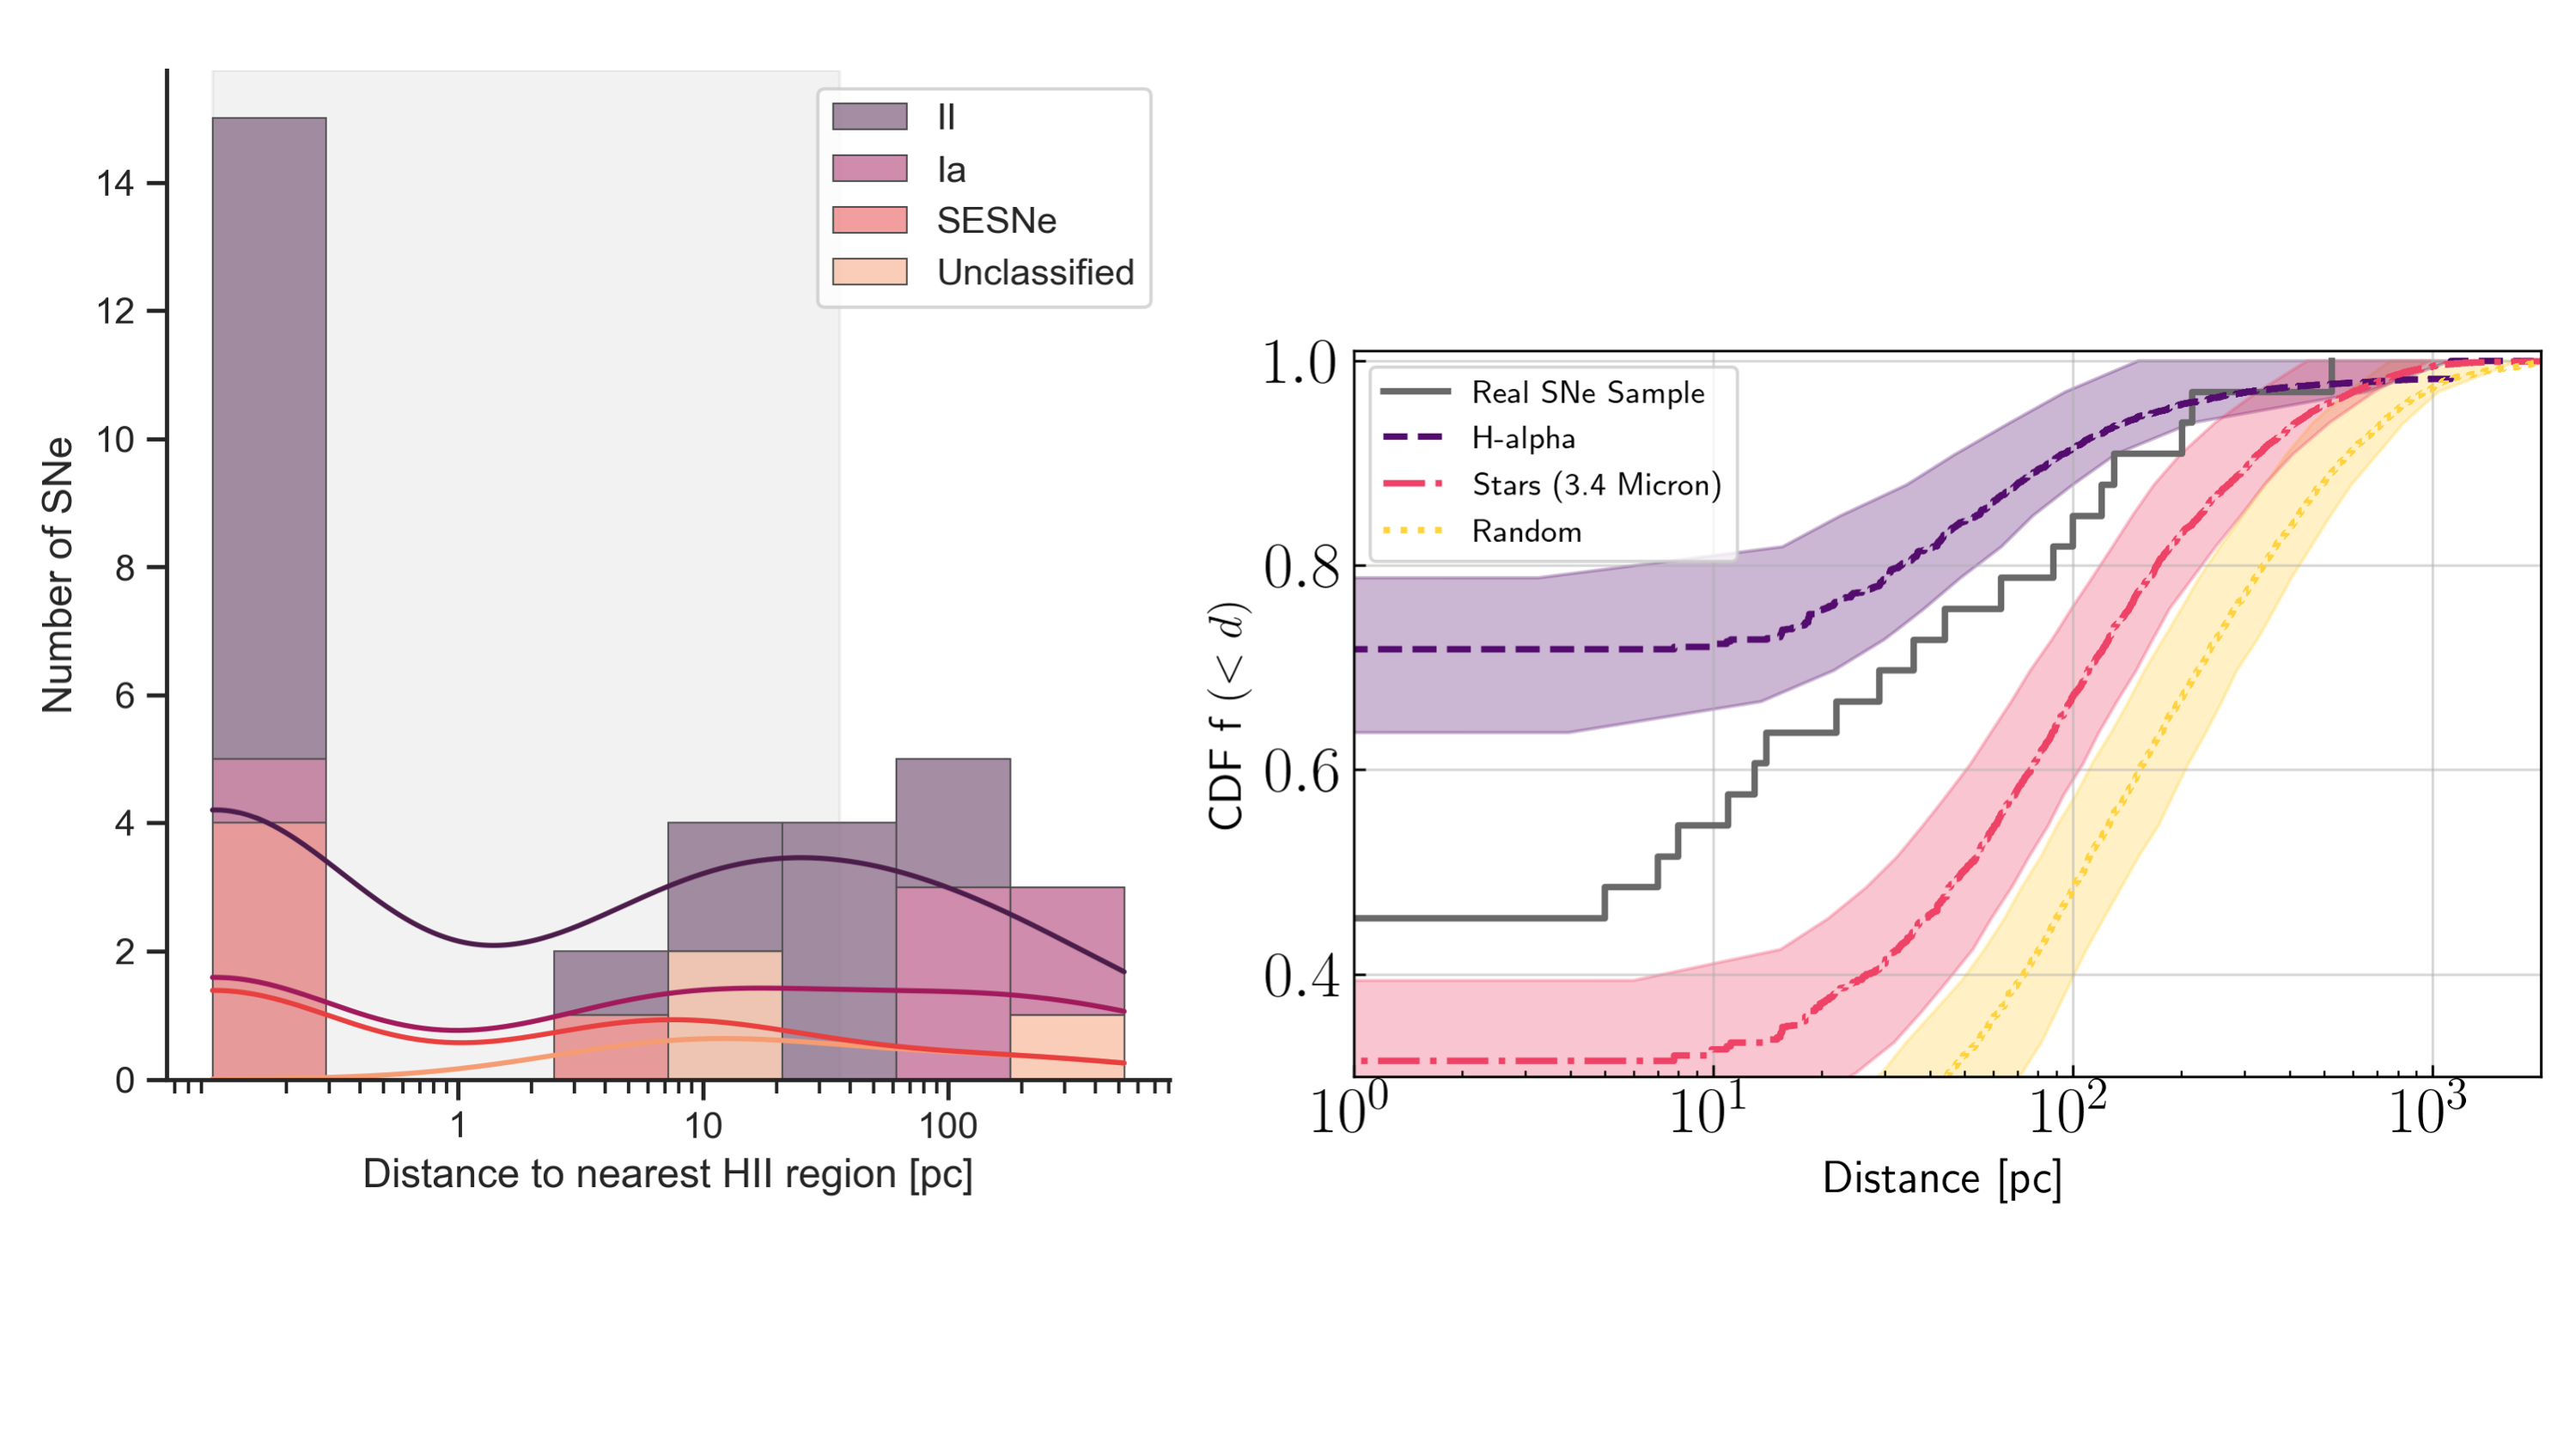 Number of SNe
14
12
10
8
6
4
2
0
1
10
100
Distance to nearest HII region [pc]
II
Ia
SESNe
Unclassified
CDF f (< d)
1.0
0.8
0.6
0.4
10^0
10^1
10^2
10^3
Distance [pc]
Real SNe Sample
H-alpha
Stars (3.4 Micron)
Random